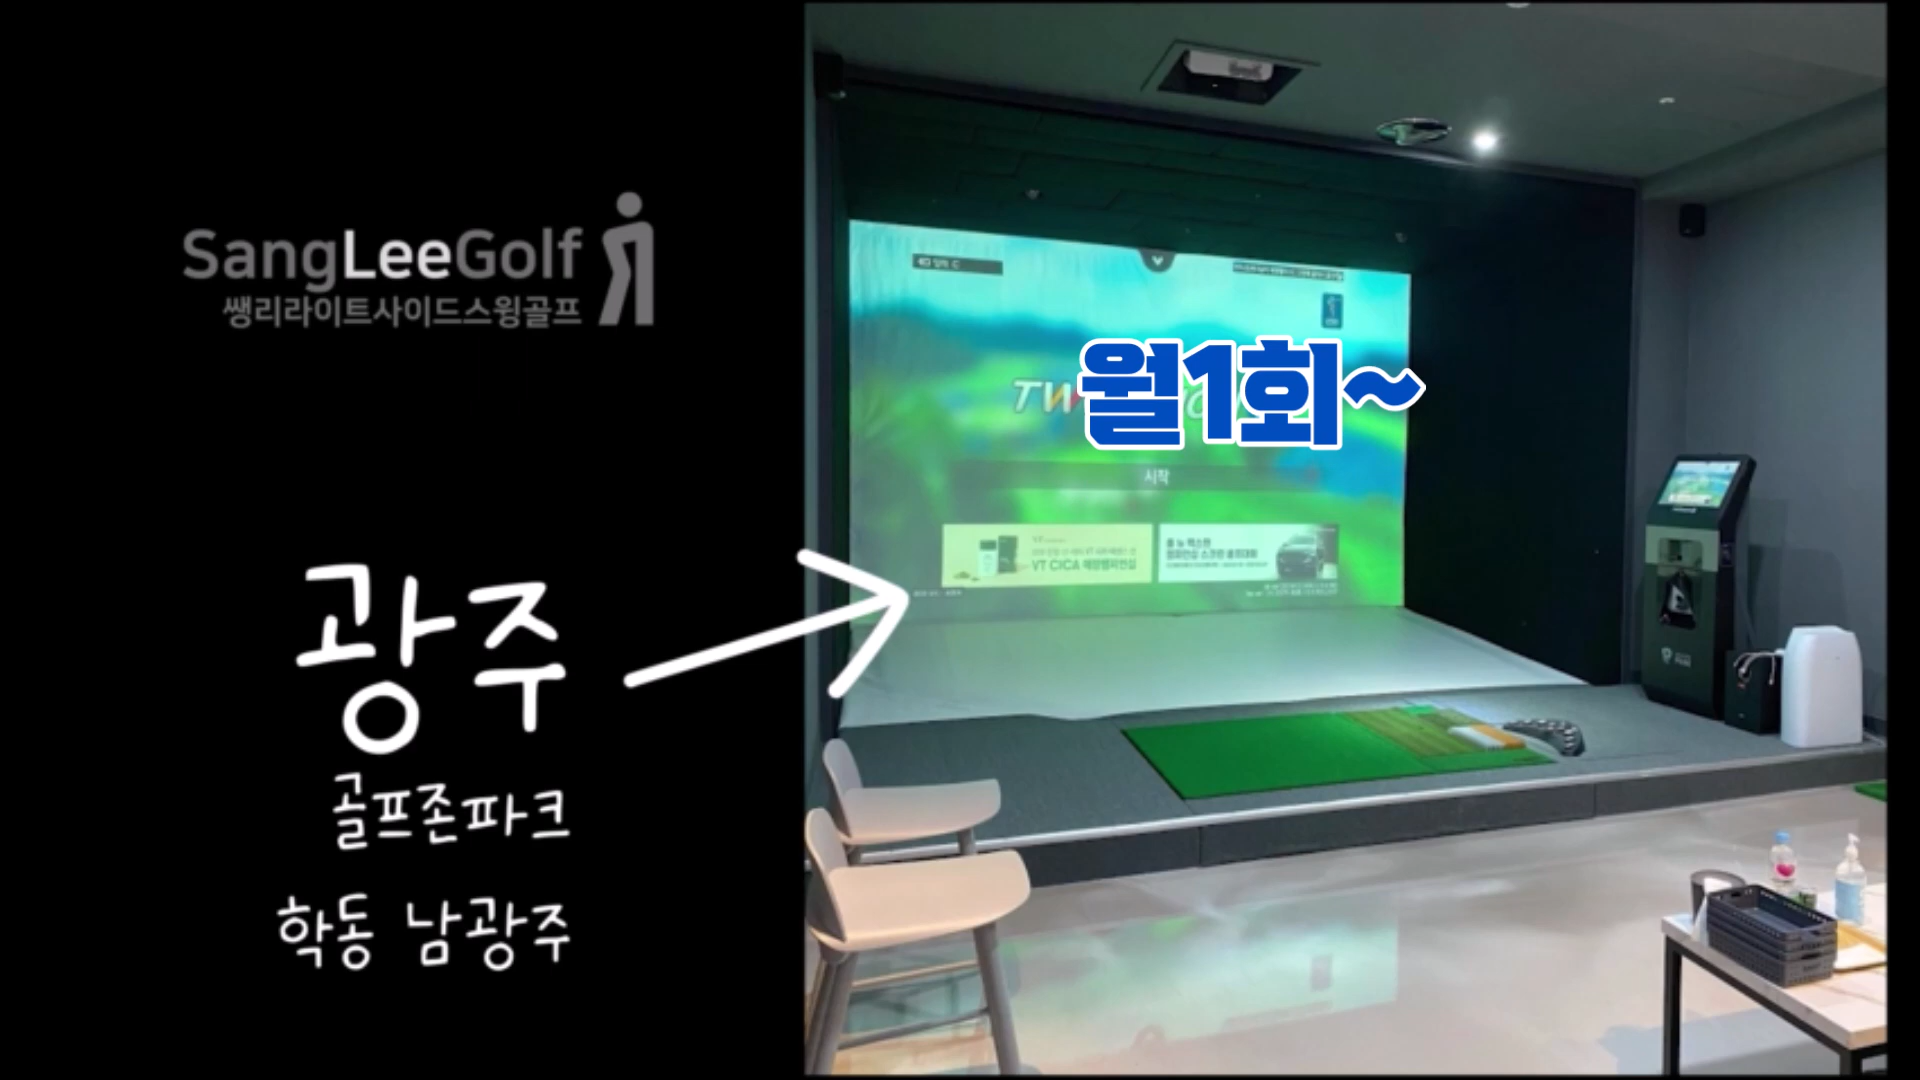 SangLeeGolf
쌩리라이트사이드스윙골프
광주
골프존파크
학동 남광주
월1회~
시작
VT CICA